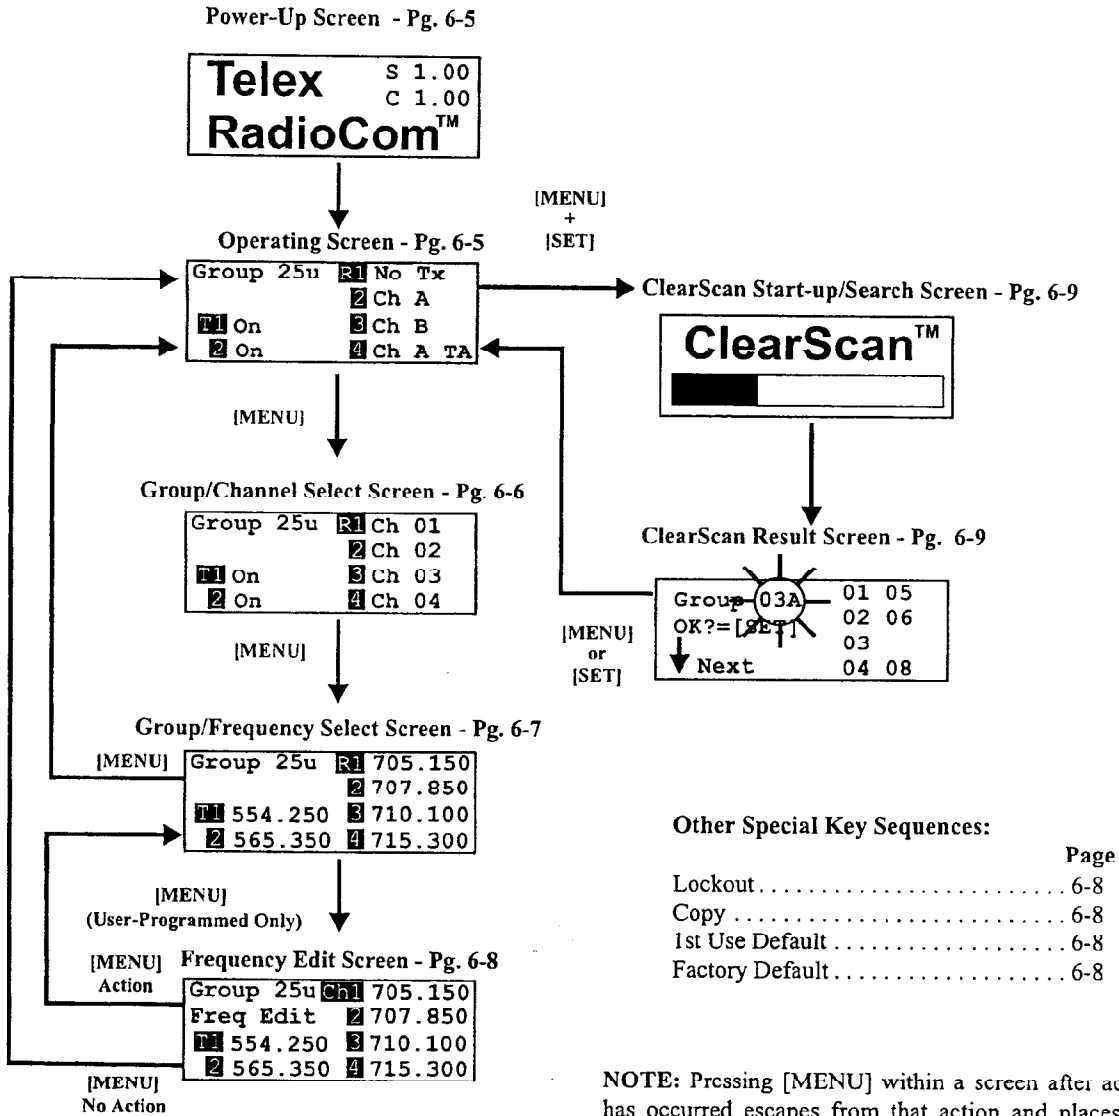 Power-Up Screen - Pg. 6-5
Telex S 1.00
C 1.00
RadioCom™
[MENU]
+
[SET]
Operating Screen - Pg. 6-5
Group 25u R1 No Tx
2 Ch A
T1 On 3 Ch B
2 On 4 Ch A TA
ClearScan Start-up/Search Screen - Pg. 6-9
ClearScan™
[MENU]
Group/Channel Select Screen - Pg. 6-6
Group 25u R1 Ch 01
2 Ch 02
T1 On 3 Ch 03
2 On 4 Ch 04
ClearScan Result Screen - Pg. 6-9
Group 03A 01 05
OK?=[SET] 02 06
03
Next 04 08
[MENU]
or
[SET]
[MENU]
Group/Frequency Select Screen - Pg. 6-7
[MENU]
Group 25u R1 705.150
2 707.850
T1 554.250 3 710.100
2 565.350 4 715.300
[MENU]
(User-Programmed Only)
[MENU]
Action
Frequency Edit Screen - Pg. 6-8
Group 25u Ch1 705.150
Freq Edit 2 707.850
T1 554.250 3 710.100
2 565.350 4 715.300
[MENU]
No Action
Other Special Key Sequences:
Page
Lockout . . . . . . . . . . . . . . . . . . . . . . . . . . 6-8
Copy . . . . . . . . . . . . . . . . . . . . . . . . . . . . 6-8
1st Use Default . . . . . . . . . . . . . . . . . . . 6-8
Factory Default . . . . . . . . . . . . . . . . . . . 6-8
NOTE: Pressing [MENU] within a screen after
has occurred escapes from that action and places